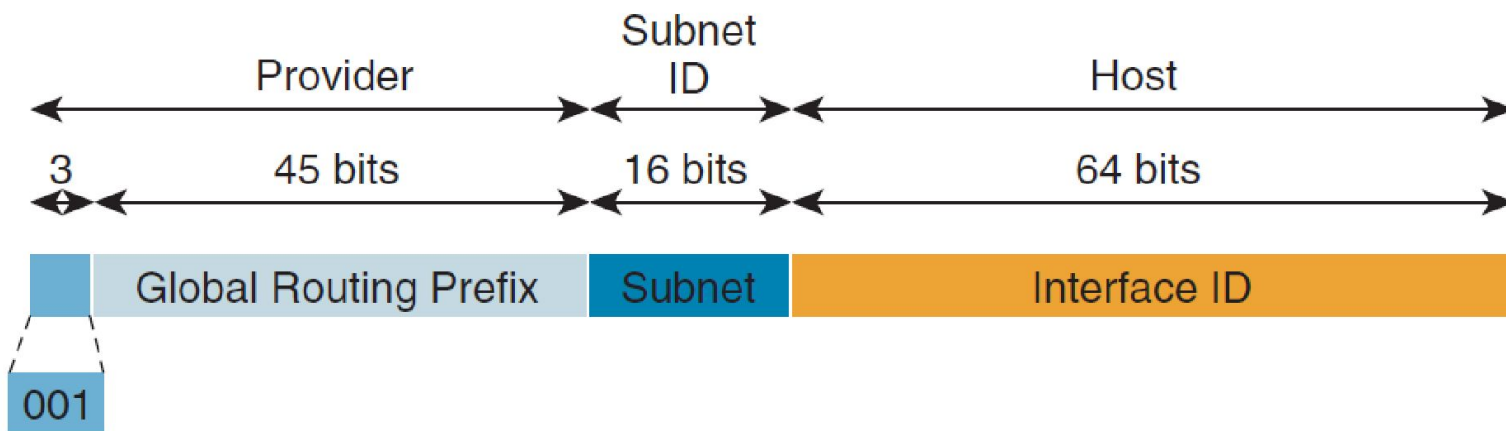 Provider
Subnet
ID
Host
3
45 bits
16 bits
64 bits
Global Routing Prefix
Subnet
Interface ID
001